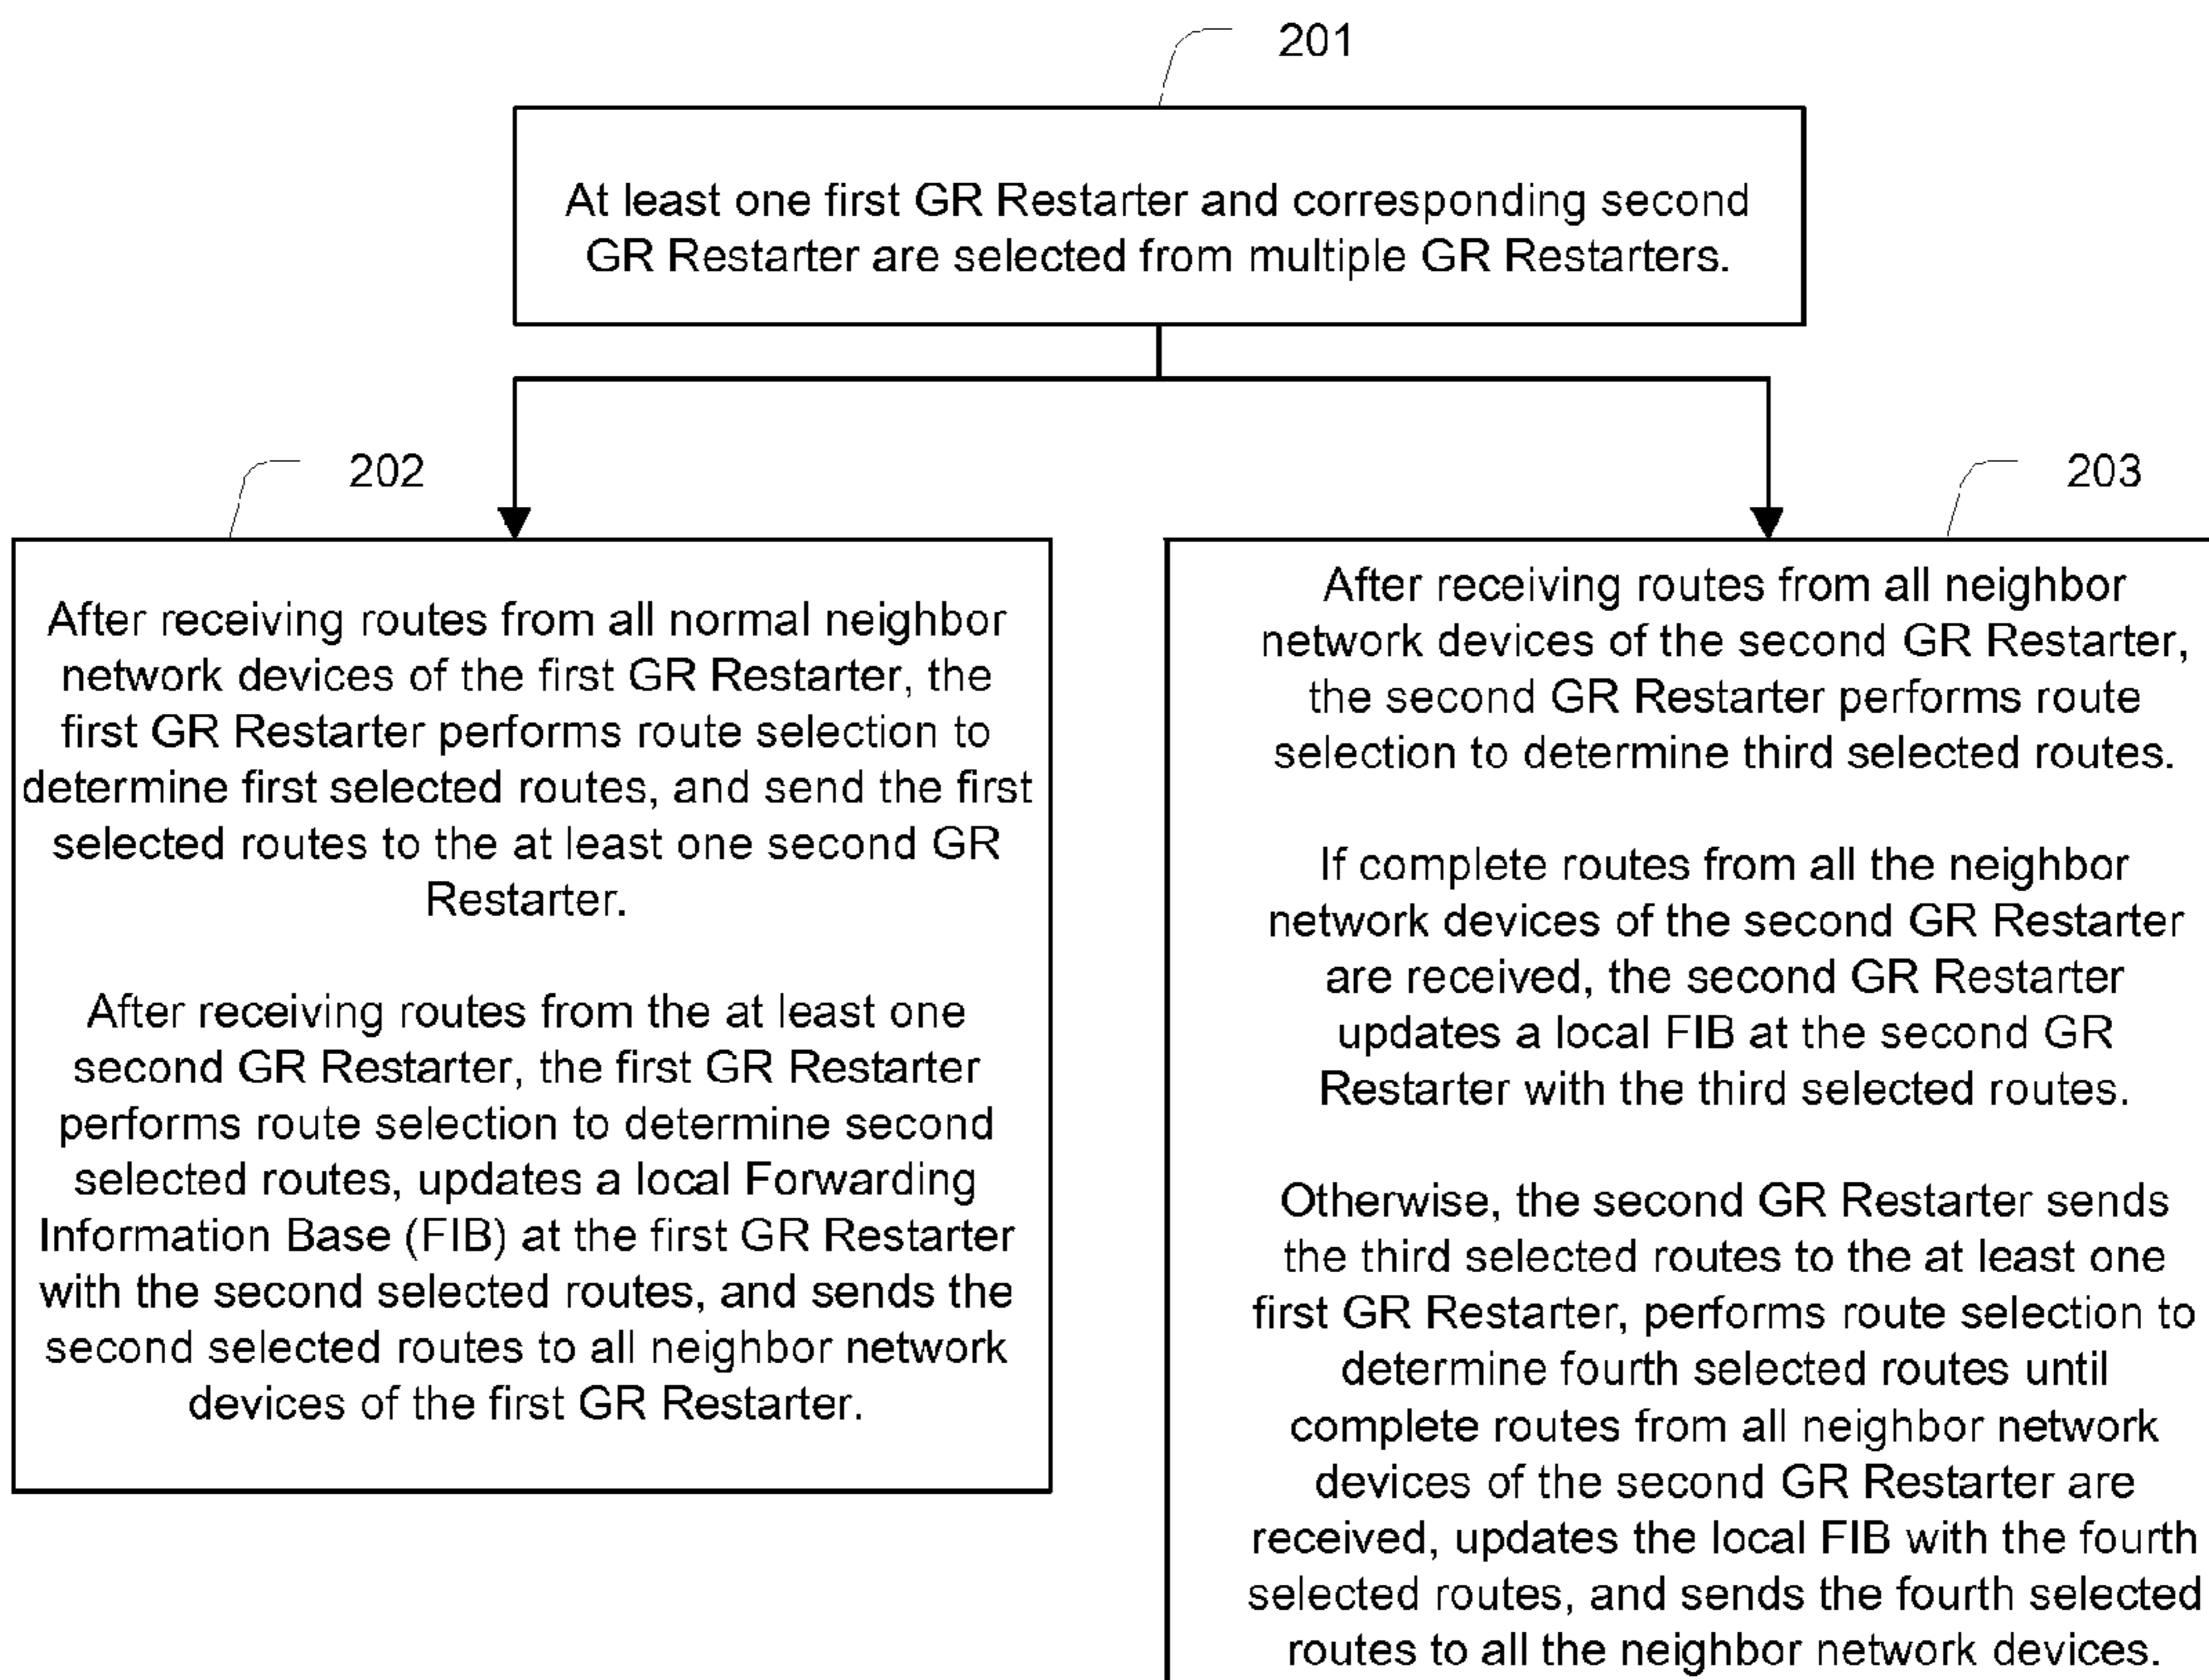 201
At least one first GR Restarter and corresponding second
GR Restarter are selected from multiple GR Restarters.
202
After receiving routes from all normal neighbor
network devices of the first GR Restarter, the
first GR Restarter performs route selection to
determine first selected routes, and send the first
selected routes to the at least one second GR
Restarter.
After receiving routes from the at least one
second GR Restarter, the first GR Restarter
performs route selection to determine second
selected routes, updates a local Forwarding
Information Base (FIB) at the first GR Restarter
with the second selected routes, and sends the
second selected routes to all neighbor network
devices of the first GR Restarter.
203
After receiving routes from all neighbor
network devices of the second GR Restarter,
the second GR Restarter performs route
selection to determine third selected routes.
If complete routes from all the neighbor
network devices of the second GR Restarter
are received, the second GR Restarter
updates a local FIB at the second GR
Restarter with the third selected routes.
Otherwise, the second GR Restarter sends
the third selected routes to the at least one
first GR Restarter, performs route selection to
determine fourth selected routes until
complete routes from all neighbor network
devices of the second GR Restarter are
received, updates the local FIB with the fourth
selected routes, and sends the fourth selected
routes to all the neighbor network devices.